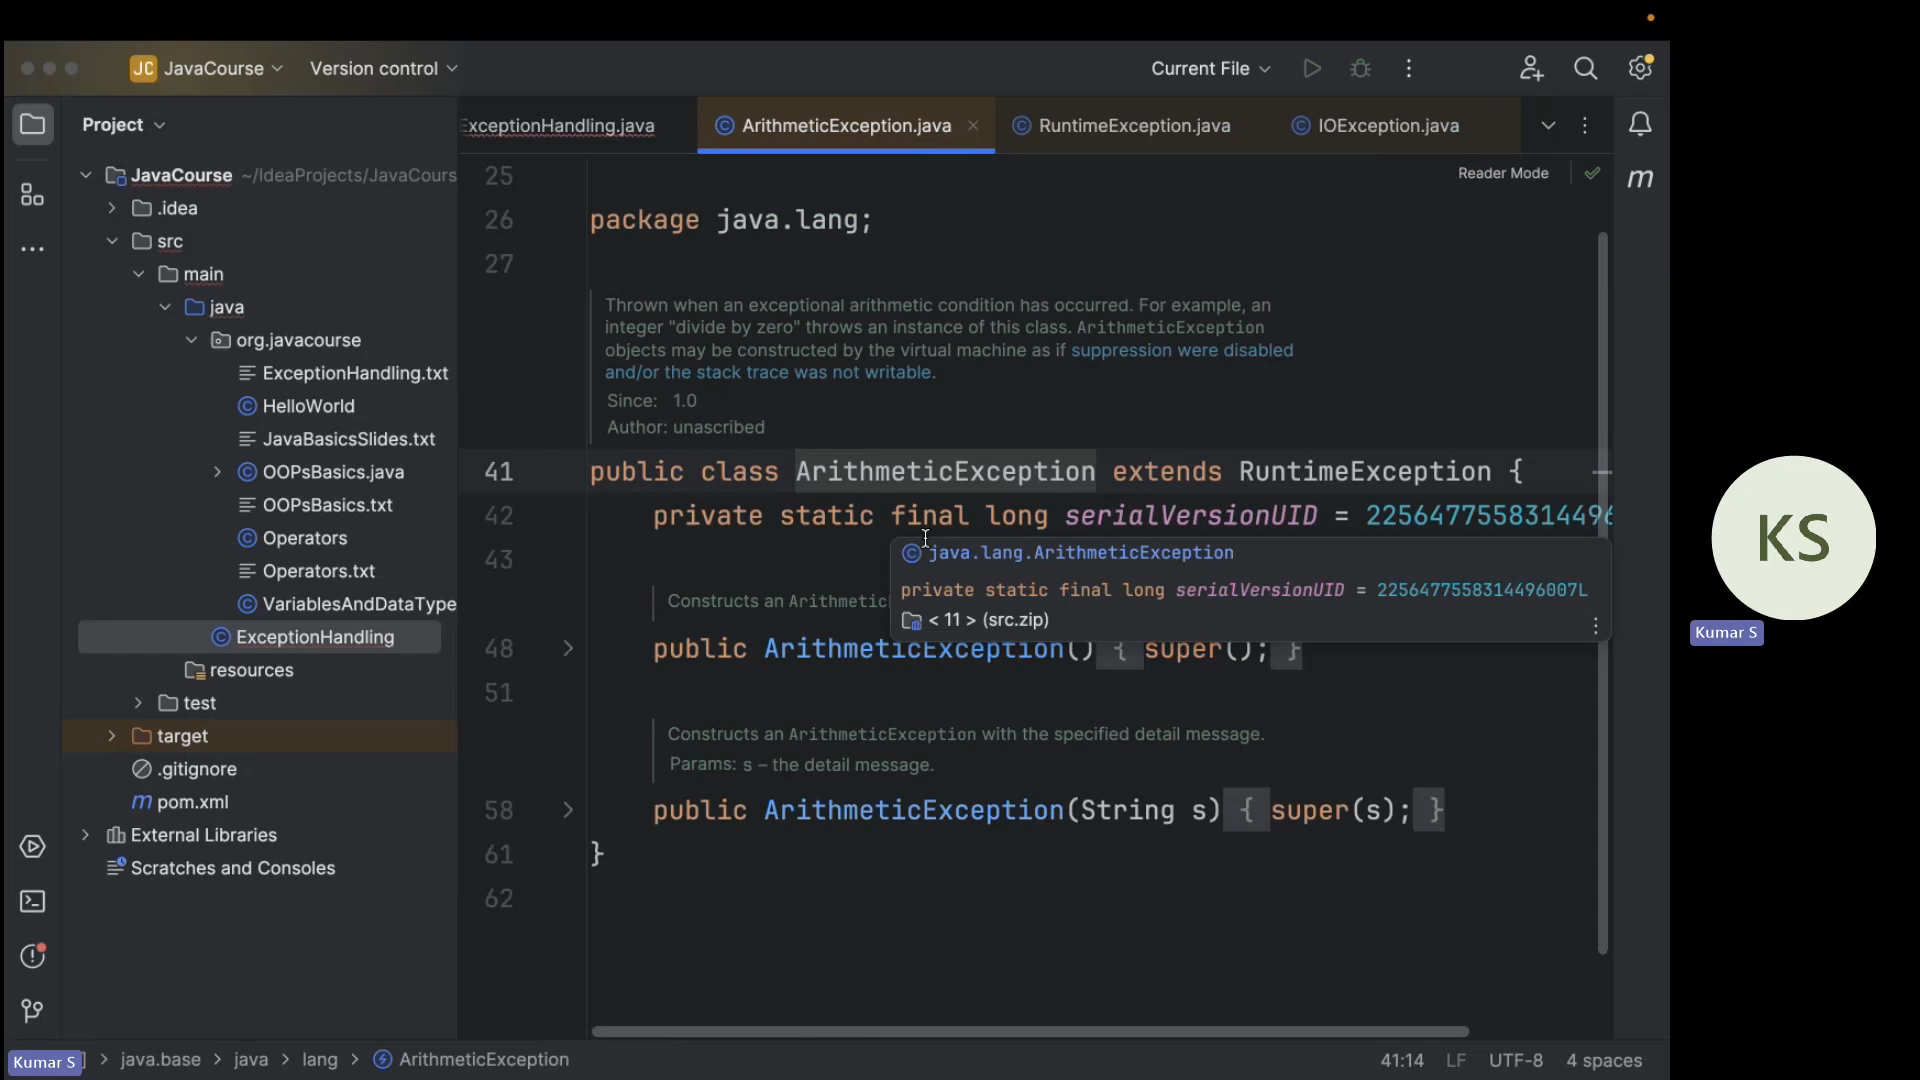 JC JavaCourse Version control Current File
Project
JavaCourse ~/IdeaProjects/JavaCours
.idea
src
main
java
org.javacourse
ExceptionHandling.txt
HelloWorld
JavaBasicsSlides.txt
OOPsBasics.java
OOPsBasics.txt
Operators
Operators.txt
VariablesAndDataType
ExceptionHandling
resources
test
target
.gitignore
pom.xml
External Libraries
Scratches and Consoles
ExceptionHandling.java ArithmeticException.java RuntimeException.java IOException.java
Reader Mode
25
26 package java.lang;
27
Thrown when an exceptional arithmetic condition has occurred. For example, an
integer "divide by zero" throws an instance of this class. ArithmeticException
objects may be constructed by the virtual machine as if suppression were disabled
and/or the stack trace was not writable.
Since: 1.0
Author: unascribed
41 public class ArithmeticException extends RuntimeException {
42 private static final long serialVersionUID = 2256477558314496
43
java.lang.ArithmeticException
private static final long serialVersionUID = 2256477558314496007L
< 11 > (src.zip)
Constructs an Arithmetic
48 public ArithmeticException() { super(); }
51
Constructs an ArithmeticException with the specified detail message.
Params: s – the detail message.
58 public ArithmeticException(String s) { super(s); }
61 }
62
m
KS
Kumar S
Kumar S
java.base > java > lang > ArithmeticException
41:14 LF UTF-8 4 spaces